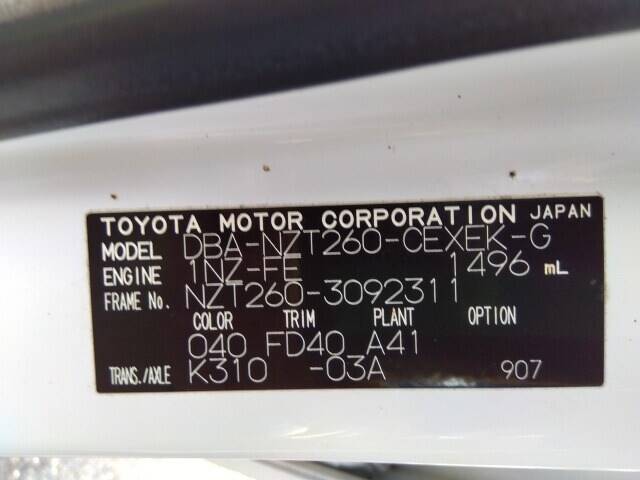 TOYOTA MOTOR CORPORATION JAPAN
MODEL DBA-NZT260-CEXEK-G
ENGINE 1NZ-FE 1496 mL
FRAME No. NZT260-3092311
COLOR TRIM PLANT OPTION
040 FD40 A41
TRANS./AXLE K310 -03A 907